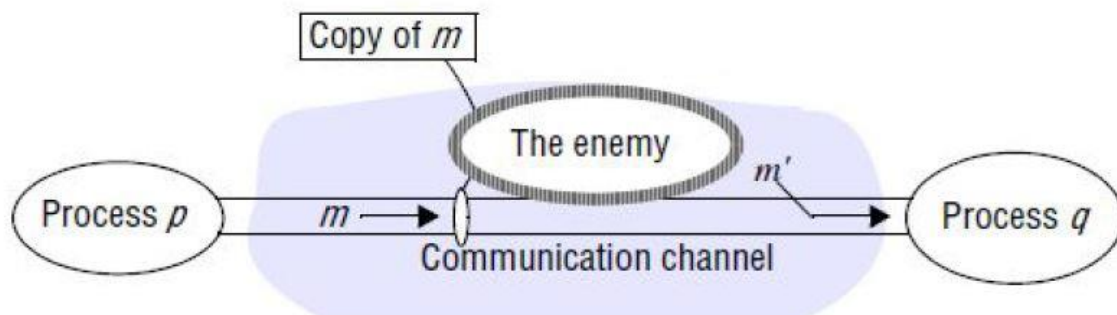 Copy of m
The enemy
m′
Process p
m
Process q
Communication channel